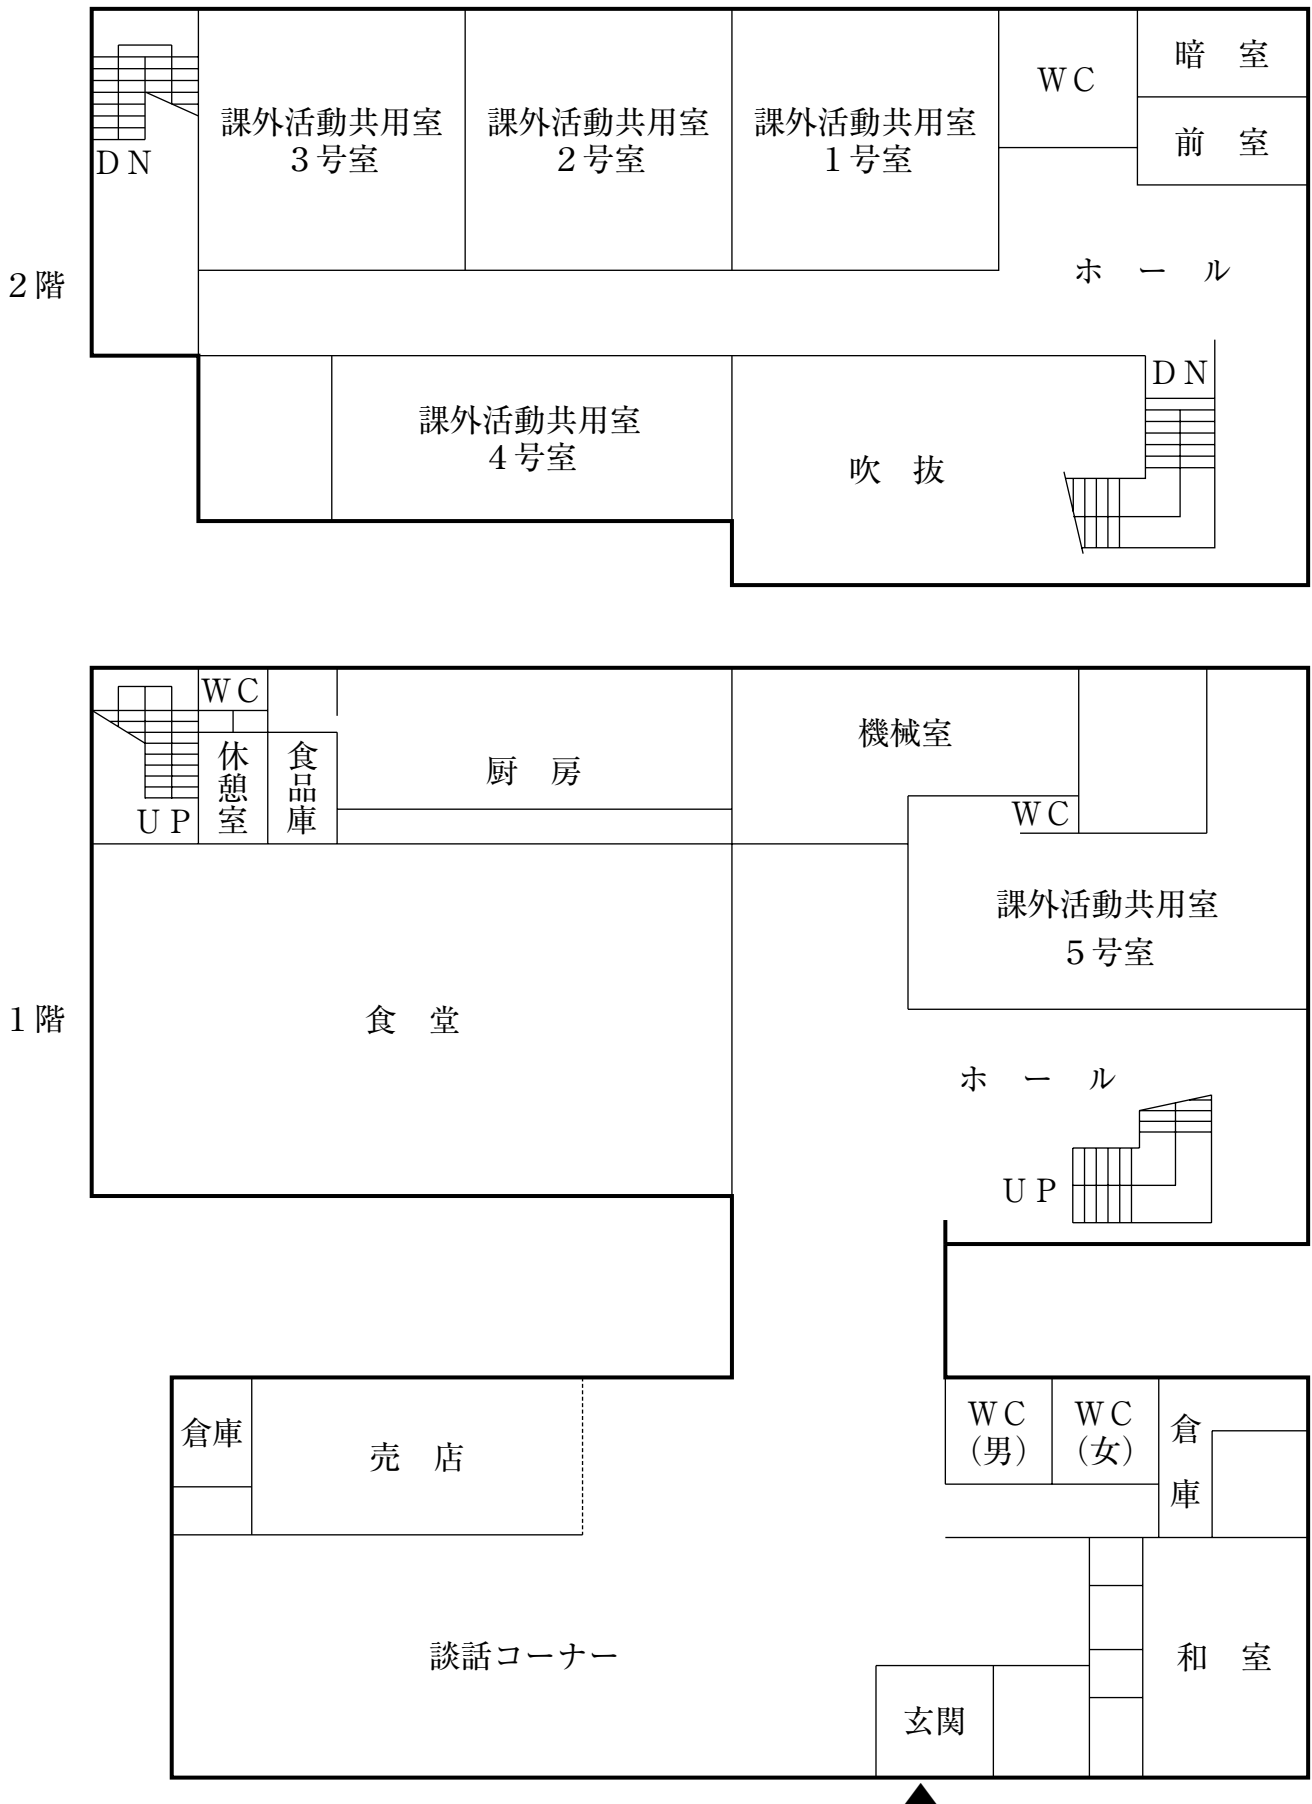 暗 室
WC
課外活動共用室
3号室
課外活動共用室
2号室
課外活動共用室
1号室
前 室
DN
2階
ホ ー ル
DN
課外活動共用室
4号室
吹 抜
WC
機械室
休憩室
食品庫
厨 房
UP
WC
課外活動共用室
5号室
1階
食 堂
ホ ー ル
UP
倉庫
売 店
WC
(男)
WC
(女)
倉庫
談話コーナー
和 室
玄関